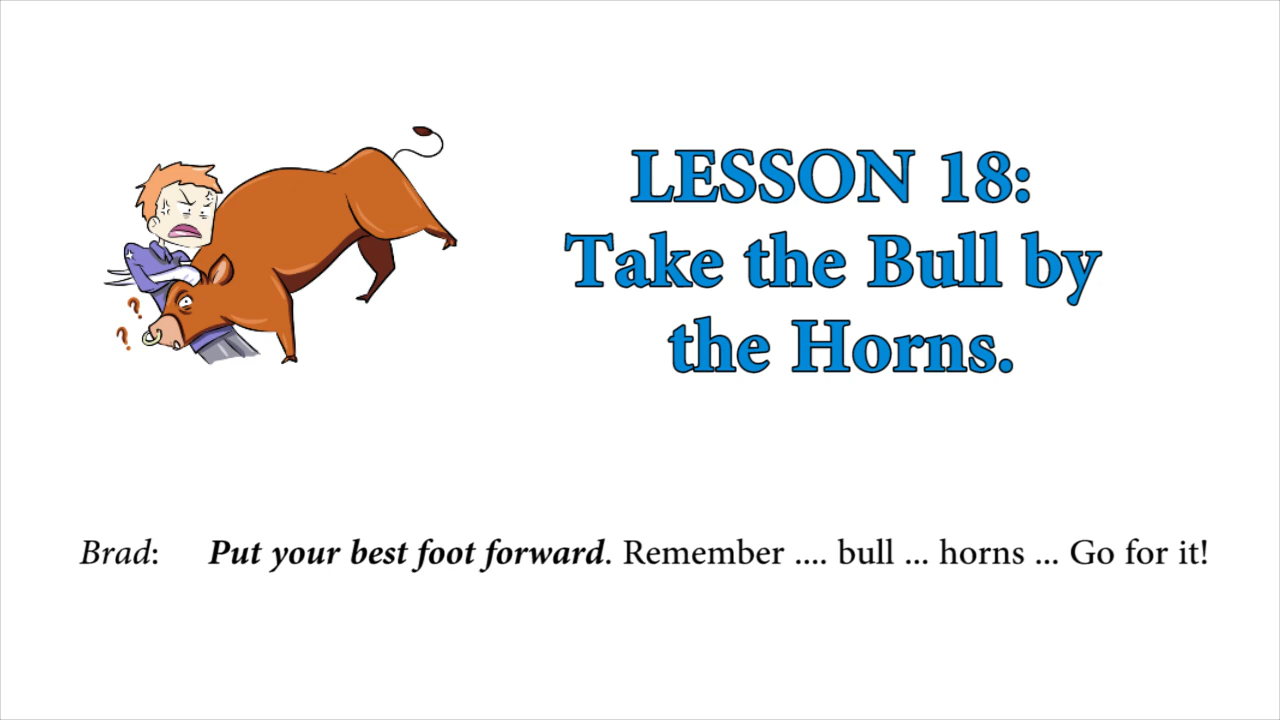 LESSON 18:
Take the Bull by
the Horns.
? 
?
Brad: Put your best foot forward. Remember .... bull ... horns ... Go for it!